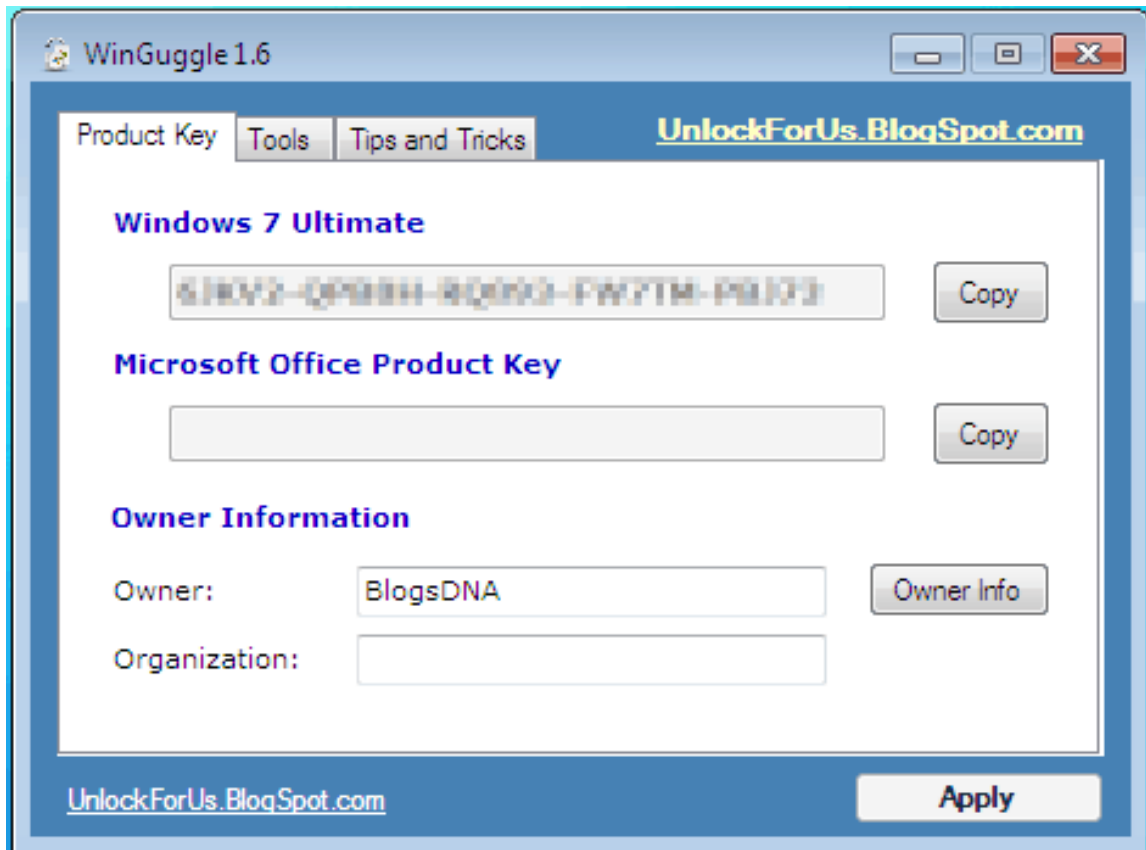 WinGuggle 1.6
Product Key Tools Tips and Tricks UnlockForUs.BlogSpot.com
Windows 7 Ultimate
Copy
Microsoft Office Product Key
Copy
Owner Information
Owner: BlogsDNA Owner Info
Organization:
UnlockForUs.BlogSpot.com Apply